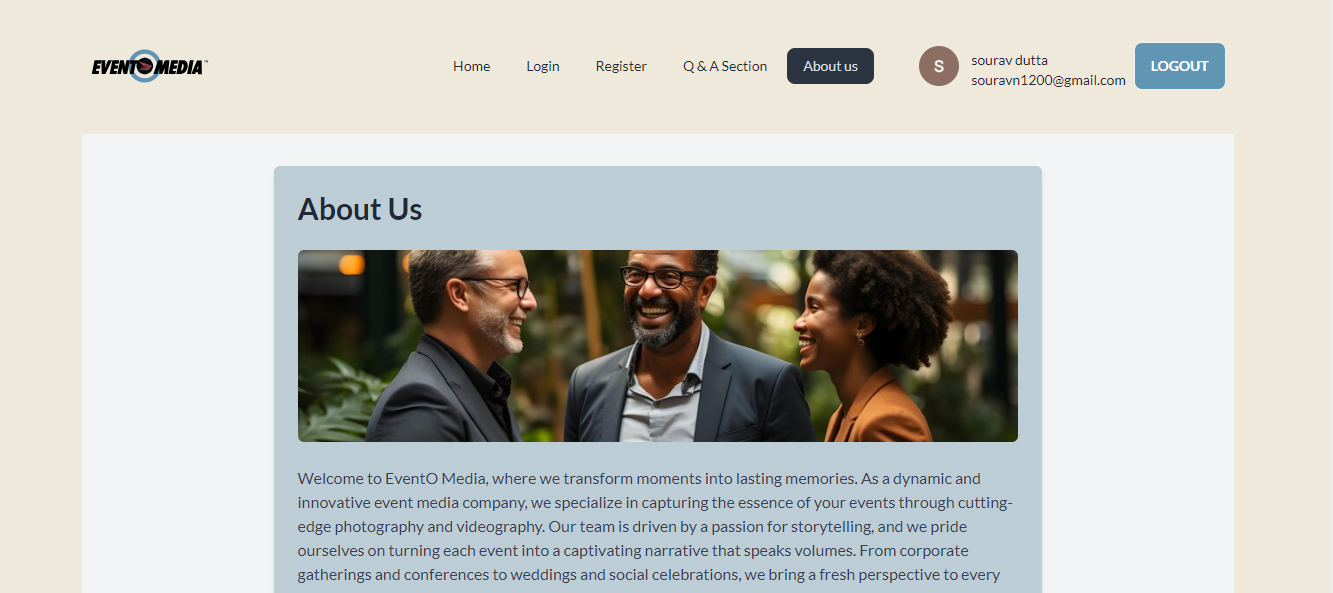 EVENTO MEDIA™
Home Login Register Q & A Section About us
S
sourav dutta
souravn1200@gmail.com
LOGOUT
About Us
Welcome to EventO Media, where we transform moments into lasting memories. As a dynamic and
innovative event media company, we specialize in capturing the essence of your events through cutting-
edge photography and videography. Our team is driven by a passion for storytelling, and we pride
ourselves on turning each event into a captivating narrative that speaks volumes. From corporate
gatherings and conferences to weddings and social celebrations, we bring a fresh perspective to every